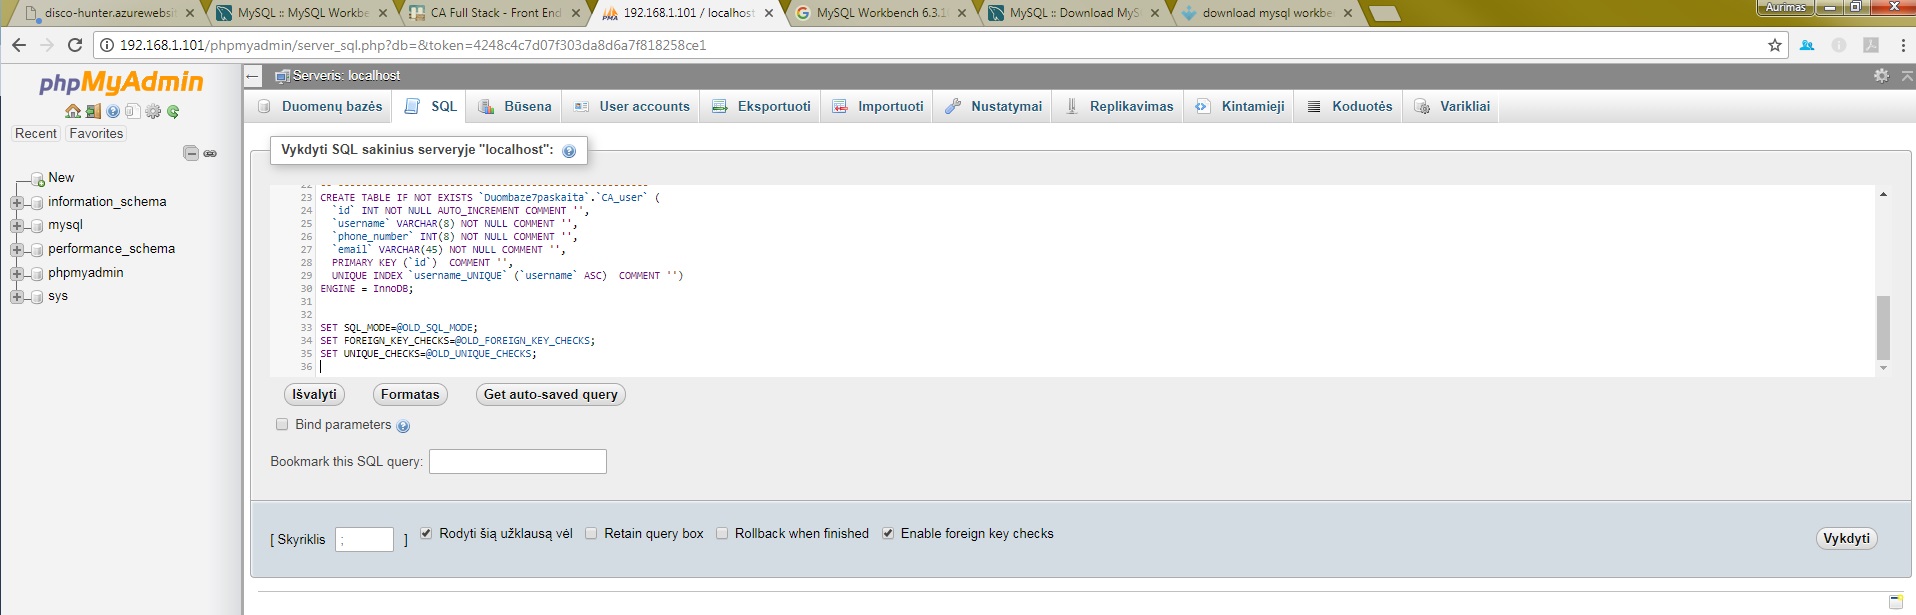 disco-hunter.azurewebsit
MySQL :: MySQL Workbe
CA Full Stack - Front End
192.168.1.101 / localhost
MySQL Workbench 6.3.1
MySQL :: Download MyS
download mysql workbe
Aurimas
192.168.1.101/phpmyadmin/server_sql.php?db=&token=4248c4c7d07f303da8d6a7f818258ce1
phpMyAdmin
Recent Favorites
New
information_schema
mysql
performance_schema
phpmyadmin
sys
Serveris: localhost
Duomenų bazės SQL Būsena User accounts Eksportuoti Importuoti Nustatymai Replikavimas Kintamieji Koduotės Varikliai
Vykdyti SQL sakinius serveryje "localhost":
22
23 CREATE TABLE IF NOT EXISTS `Duombaze7paskaita`.`CA_user` (
24 `id` INT NOT NULL AUTO_INCREMENT COMMENT '',
25 `username` VARCHAR(8) NOT NULL COMMENT '',
26 `phone_number` INT(8) NOT NULL COMMENT '',
27 `email` VARCHAR(45) NOT NULL COMMENT '',
28 PRIMARY KEY (`id`)  COMMENT '',
29 UNIQUE INDEX `username_UNIQUE` (`username` ASC)  COMMENT '')
30 ENGINE = InnoDB;
31
32
33 SET SQL_MODE=@OLD_SQL_MODE;
34 SET FOREIGN_KEY_CHECKS=@OLD_FOREIGN_KEY_CHECKS;
35 SET UNIQUE_CHECKS=@OLD_UNIQUE_CHECKS;
36
Išvalyti Formatas Get auto-saved query
Bind parameters
Bookmark this SQL query:
[ Skyriklis ; ] Rodyti šią užklausą vėl Retain query box Rollback when finished Enable foreign key checks Vykdyti